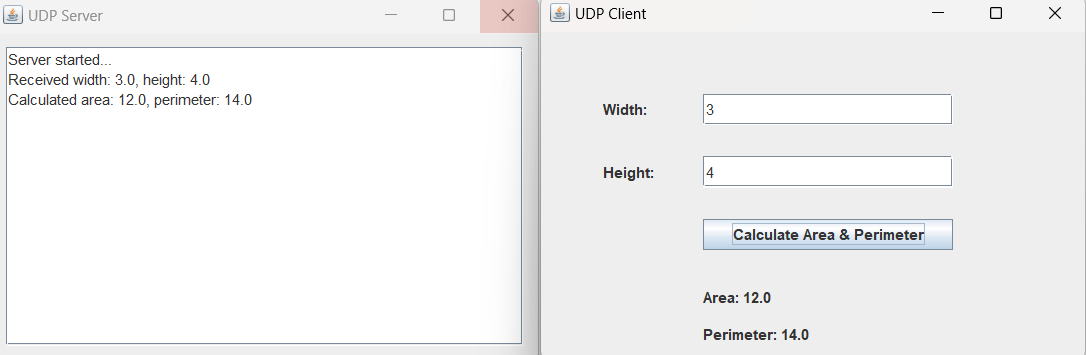 UDP Server
Server started...
Received width: 3.0, height: 4.0
Calculated area: 12.0, perimeter: 14.0
UDP Client
Width: 3
Height: 4
Calculate Area & Perimeter
Area: 12.0
Perimeter: 14.0